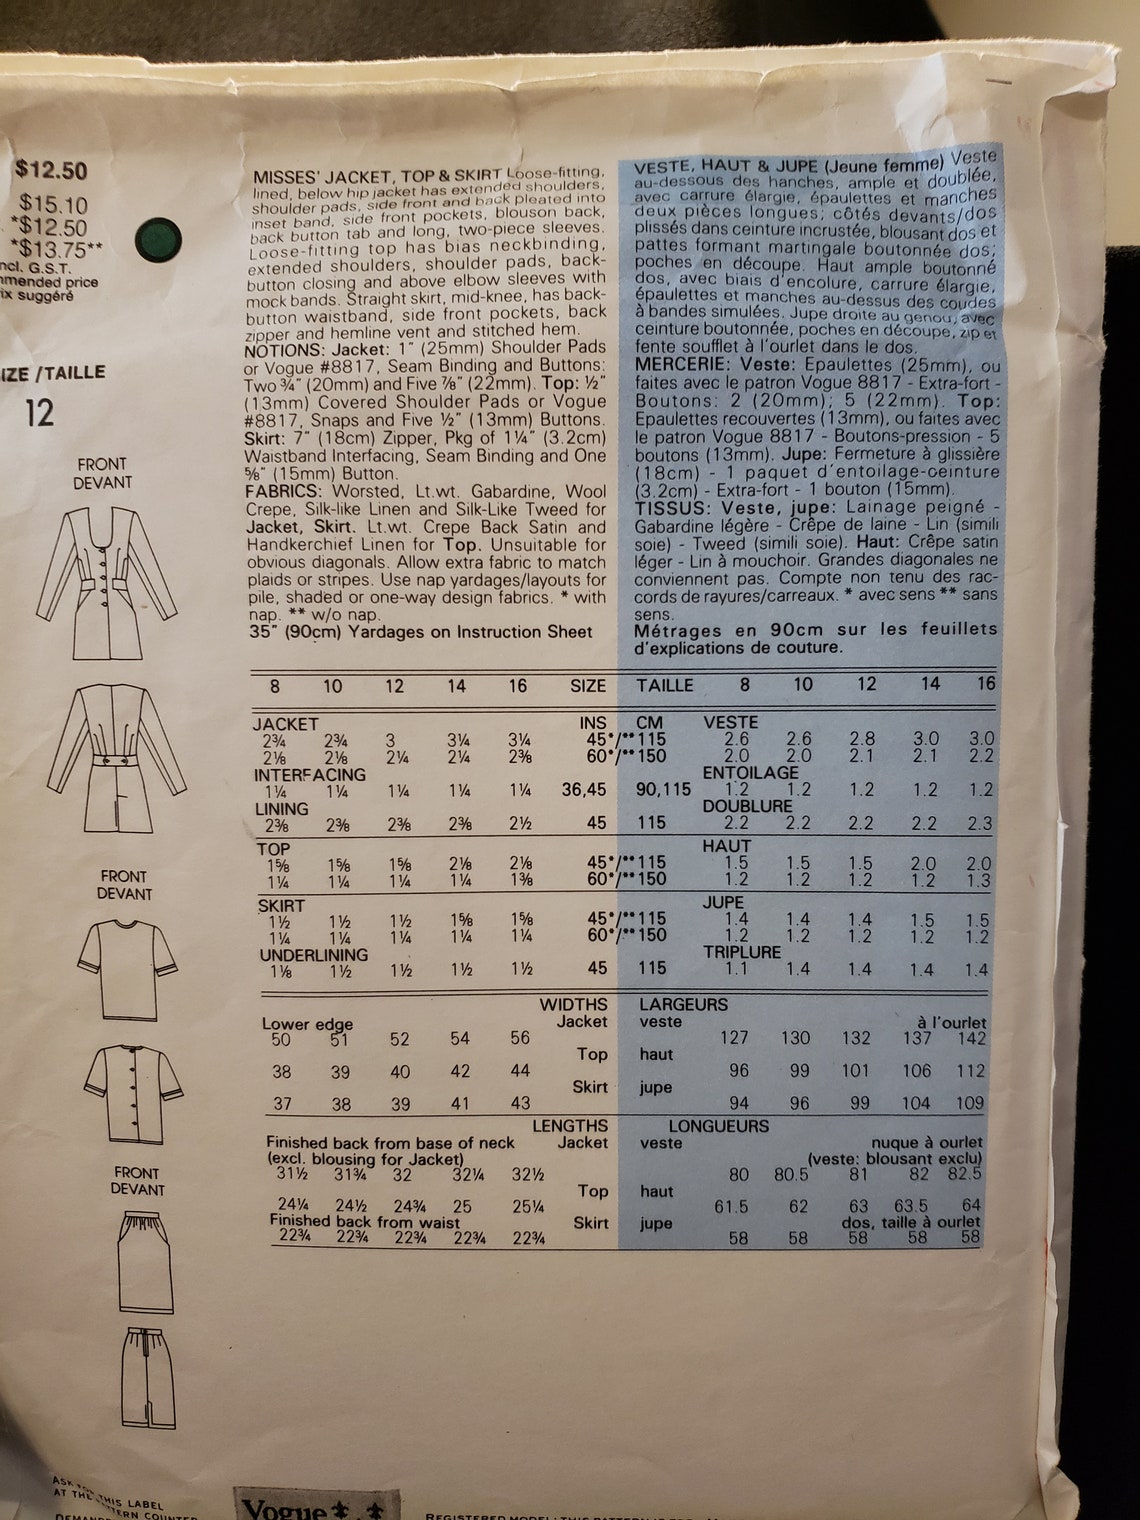 $12.50
$15.10
*$12.50
*$13.75**
incl. G.S.T.
mmended price
ix suggéré
IZE /TAILLE
12
FRONT
DEVANT
FRONT
DEVANT
FRONT
DEVANT
MISSES' JACKET, TOP & SKIRT Loose-fitting,
lined, below hip jacket has extended shoulders,
shoulder pads, side front and back pleated into
inset band, side front pockets, blouson back,
back button tab and long, two-piece sleeves.
Loose-fitting top has bias neckbinding,
extended shoulders, shoulder pads, back-
button closing and above elbow sleeves with
mock bands. Straight skirt, mid-knee, has back-
button waistband, side front pockets, back
zipper and hemline vent and stitched hem.
NOTIONS: Jacket: 1" (25mm) Shoulder Pads
or Vogue #8817, Seam Binding and Buttons:
Two ¾" (20mm) and Five ⅞" (22mm). Top: ½"
(13mm) Covered Shoulder Pads or Vogue
#8817, Snaps and Five ½" (13mm) Buttons.
Skirt: 7" (18cm) Zipper, Pkg of 1¼" (3.2cm)
Waistband Interfacing, Seam Binding and One
⅝" (15mm) Button.
FABRICS: Worsted, Lt.wt. Gabardine, Wool
Crepe, Silk-like Linen and Silk-Like Tweed for
Jacket, Skirt. Lt.wt. Crepe Back Satin and
Handkerchief Linen for Top. Unsuitable for
obvious diagonals. Allow extra fabric to match
plaids or stripes. Use nap yardages/layouts for
pile, shaded or one-way design fabrics. * with
nap. ** w/o nap.
35" (90cm) Yardages on Instruction Sheet
VESTE, HAUT & JUPE (Jeune femme) Veste
au-dessous des hanches, ample et doublée,
avec carrure élargie, épaulettes et manches
deux pièces longues; côtés devants/dos
plissés dans ceinture incrustée, blousant dos et
pattes formant martingale boutonnée dos;
poches en découpe. Haut ample boutonné
dos, avec biais d'encolure, carrure élargie,
épaulettes et manches au-dessus des coudes
à bandes simulées. Jupe droite au genou, avec
ceinture boutonnée, poches en découpe, zip et
fente soufflet à l'ourlet dans le dos.
MERCERIE: Veste: Epaulettes (25mm), ou
faites avec le patron Vogue 8817 - Extra-fort -
Boutons: 2 (20mm); 5 (22mm). Top:
Epaulettes recouvertes (13mm), ou faites avec
le patron Vogue 8817 - Boutons-pression - 5
boutons (13mm). Jupe: Fermeture à glissière
(18cm) - 1 paquet d'entoilage-ceinture
(3.2cm) - Extra-fort - 1 bouton (15mm).
TISSUS: Veste, jupe: Lainage peigné -
Gabardine légère - Crêpe de laine - Lin (simili
soie) - Tweed (simili soie). Haut: Crêpe satin
léger - Lin à mouchoir. Grandes diagonales ne
conviennent pas. Compte non tenu des rac-
cords de rayures/carreaux. * avec sens ** sans
sens.
Métrages en 90cm sur les feuillets
d'explications de couture.
8 10 12 14 16 SIZE TAILLE 8 10 12 14 16
JACKET INS CM VESTE
2¾ 2¾ 3 3¼ 3¼ 45*/**115 2.6 2.6 2.8 3.0 3.0
2⅛ 2⅛ 2¼ 2¼ 2⅜ 60*/**150 2.0 2.0 2.1 2.1 2.2
INTERFACING ENTOILAGE
1¼ 1¼ 1¼ 1¼ 1¼ 36,45 90,115 1.2 1.2 1.2 1.2 1.2
LINING DOUBLURE
2⅜ 2⅜ 2⅜ 2⅜ 2½ 45 115 2.2 2.2 2.2 2.2 2.3
TOP HAUT
1⅝ 1⅝ 1⅝ 2⅛ 2⅛ 45*/**115 1.5 1.5 1.5 2.0 2.0
1¼ 1¼ 1¼ 1¼ 1⅜ 60*/**150 1.2 1.2 1.2 1.2 1.3
SKIRT JUPE
1½ 1½ 1½ 1⅝ 1⅝ 45*/**115 1.4 1.4 1.4 1.5 1.5
1¼ 1¼ 1¼ 1¼ 1¼ 60*/**150 1.2 1.2 1.2 1.2 1.2
UNDERLINING TRIPLURE
1⅛ 1½ 1½ 1½ 1½ 45 115 1.1 1.4 1.4 1.4 1.4
WIDTHS LARGEURS
Lower edge Jacket veste à l'ourlet
50 51 52 54 56 127 130 132 137 142
Top haut
38 39 40 42 44 96 99 101 106 112
Skirt jupe
37 38 39 41 43 94 96 99 104 109
LENGTHS LONGUEURS
Finished back from base of neck Jacket veste nuque à ourlet
(excl. blousing for Jacket) (veste: blousant exclu)
31½ 31¾ 32 32¼ 32½ 80 80.5 81 82 82.5
Top haut
24¼ 24½ 24¾ 25 25¼ 61.5 62 63 63.5 64
Finished back from waist Skirt jupe dos, taille à ourlet
22¾ 22¾ 22¾ 22¾ 22¾ 58 58 58 58 58
ASK THIS LABEL
AT THE TERN COUNTER
Vogue
REGISTERED MODEL: THIS PATTERN IS